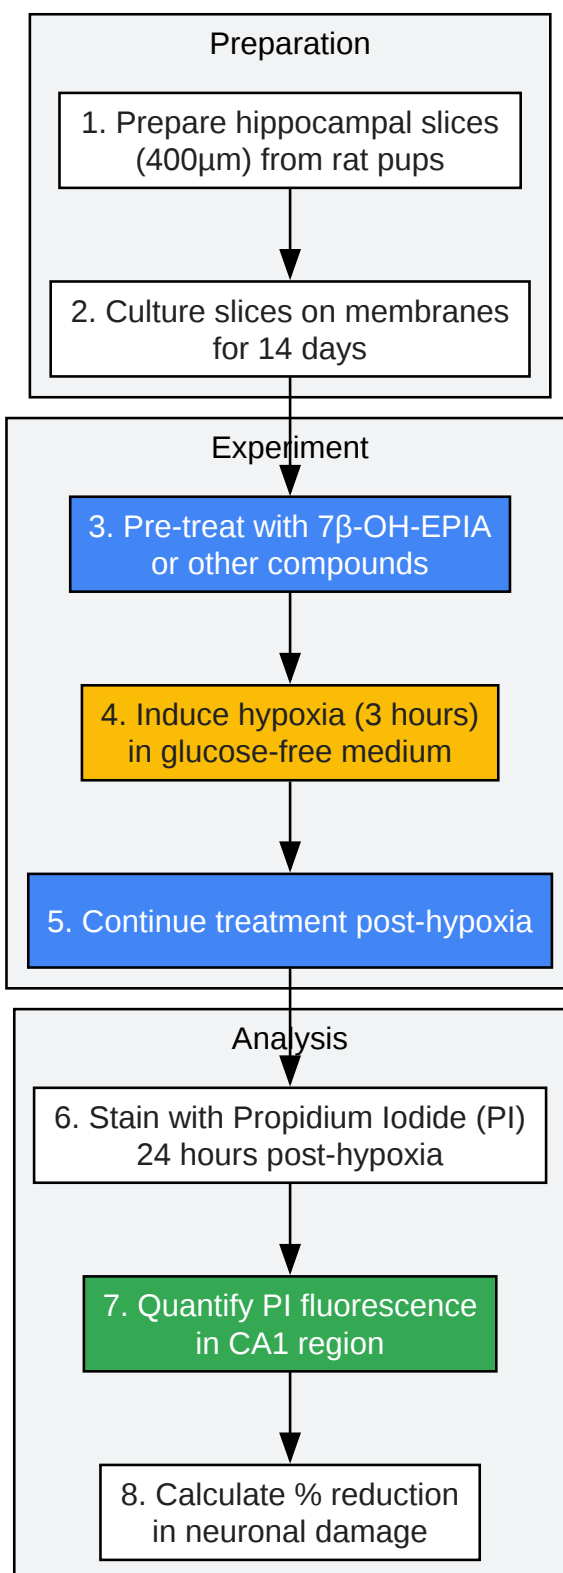 Preparation
1. Prepare hippocampal slices
(400µm) from rat pups
2. Culture slices on membranes
for 14 days
Experiment
3. Pre-treat with 7β-OH-EPIA
or other compounds
4. Induce hypoxia (3 hours)
in glucose-free medium
5. Continue treatment post-hypoxia
Analysis
6. Stain with Propidium Iodide (PI)
24 hours post-hypoxia
7. Quantify PI fluorescence
in CA1 region
8. Calculate % reduction
in neuronal damage